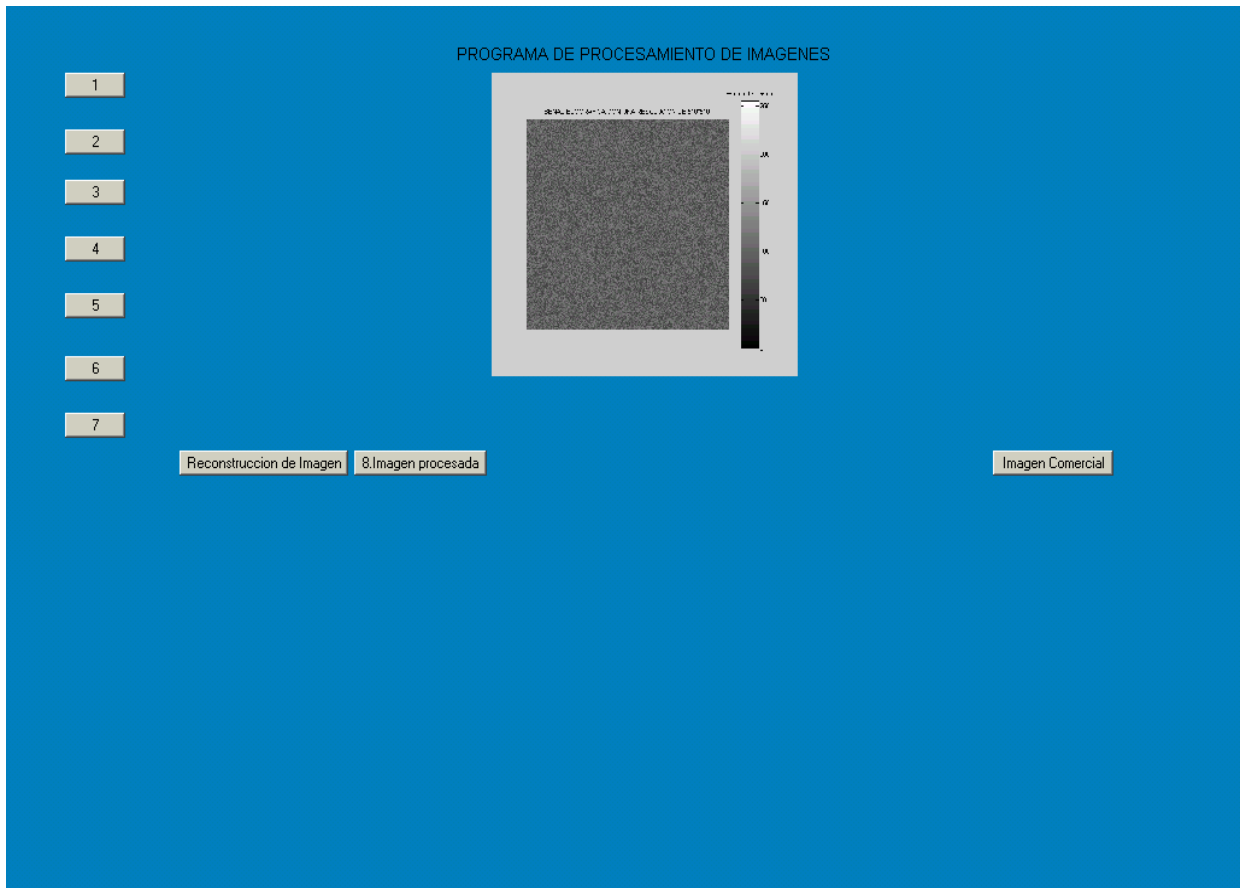 PROGRAMA DE PROCESAMIENTO DE IMAGENES
1
2
3
4
5
6
7
DE
Reconstruccion de Imagen
8.Imagen procesada
Imagen Comercial